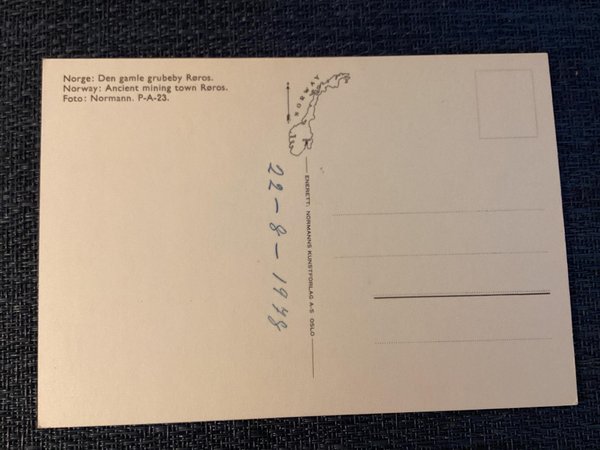 Norge: Den gamle grubeby Røros.
Norway: Ancient mining town Røros.
Foto: Normann. P-A-23.
NORWAY
ENERETT: NORMANNS KUNSTFORLAG A-S OSLO
22-8-1948